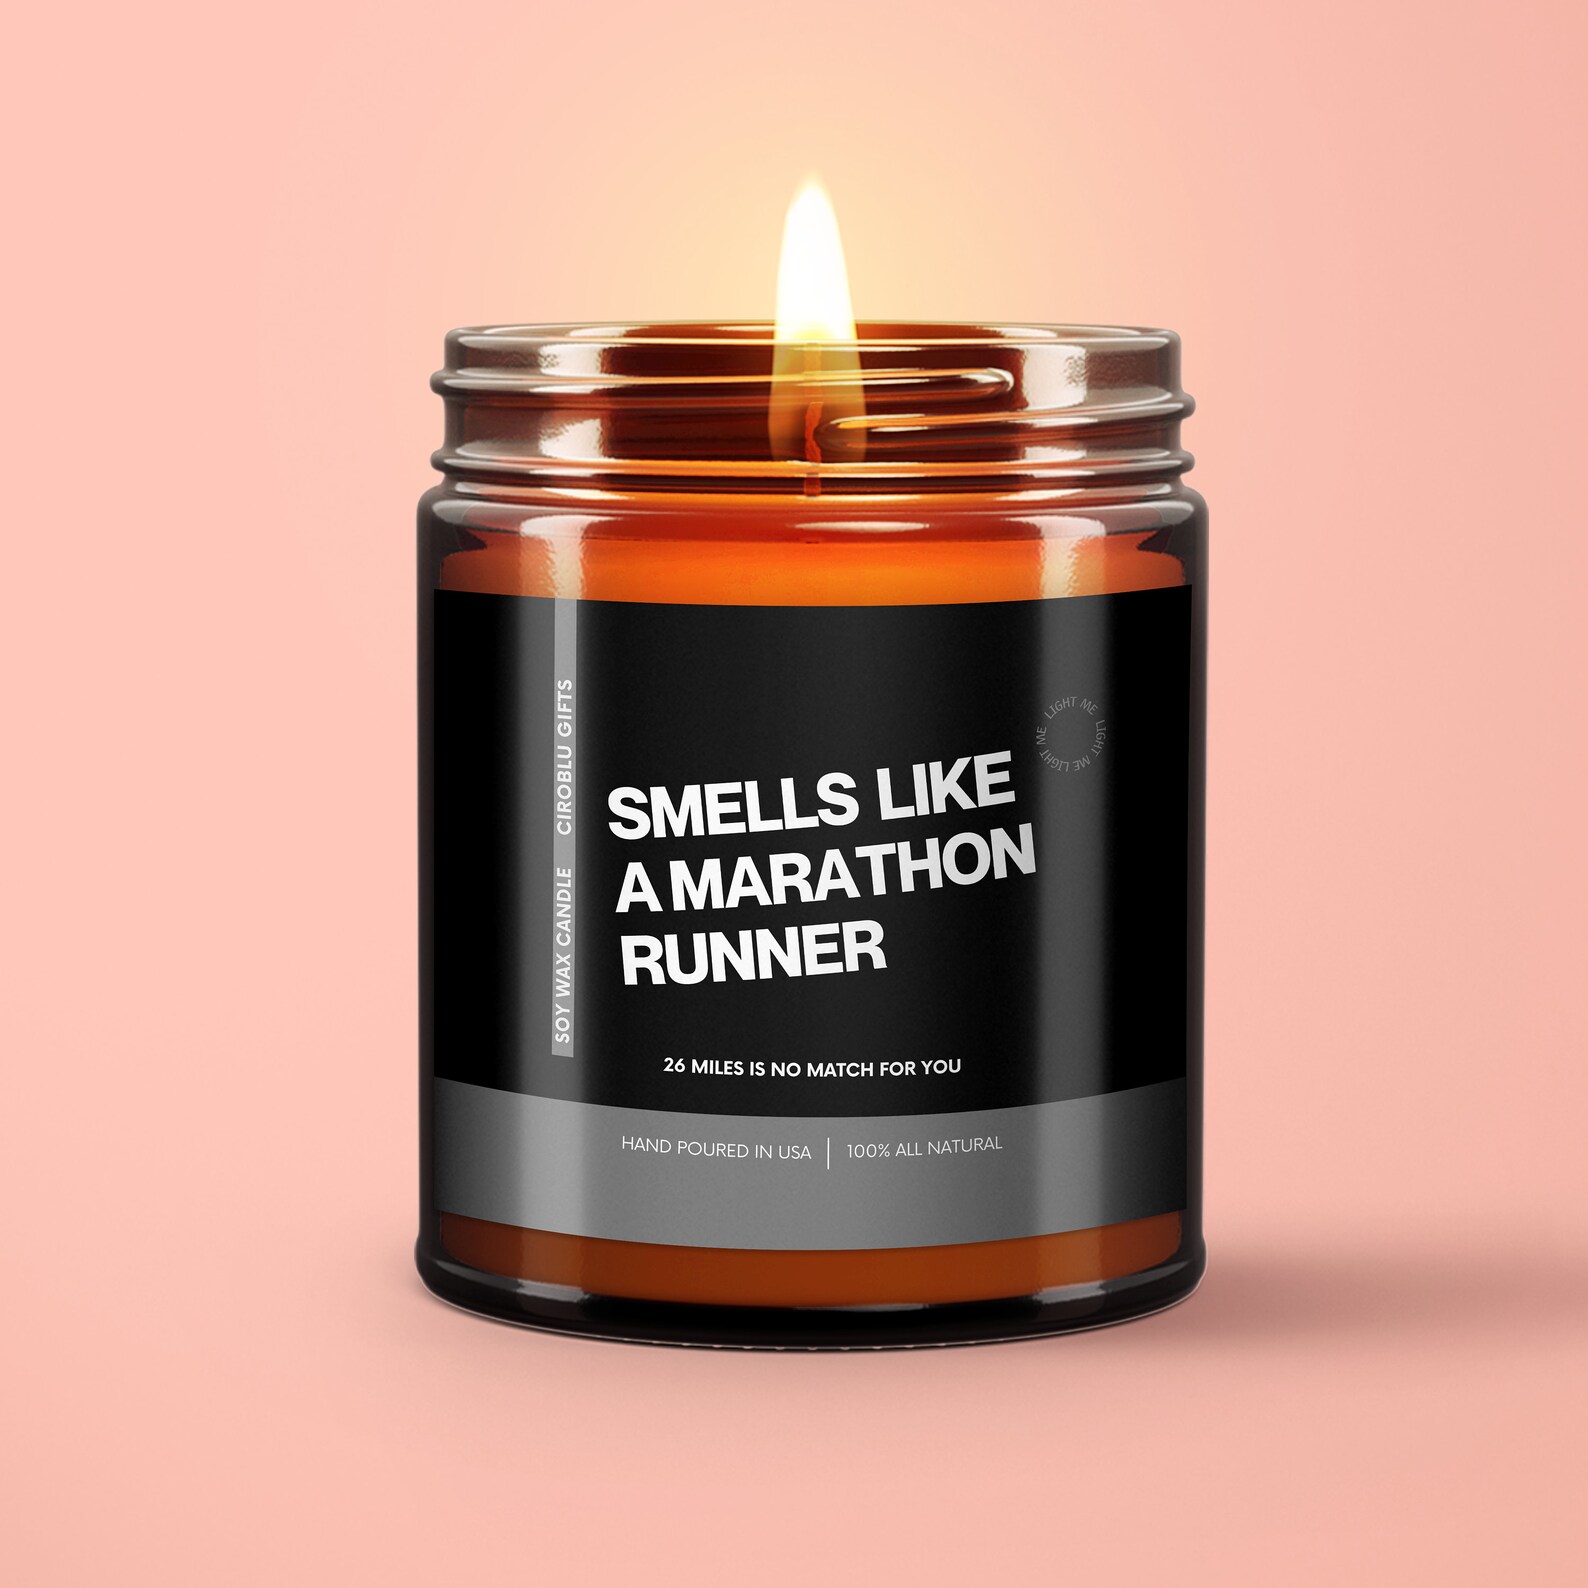 SOY WAX CANDLE CIROBLU GIFTS
LIGHT ME LIGHT ME LIGHT ME
SMELLS LIKE
A MARATHON
RUNNER
26 MILES IS NO MATCH FOR YOU
HAND POURED IN USA | 100% ALL NATURAL